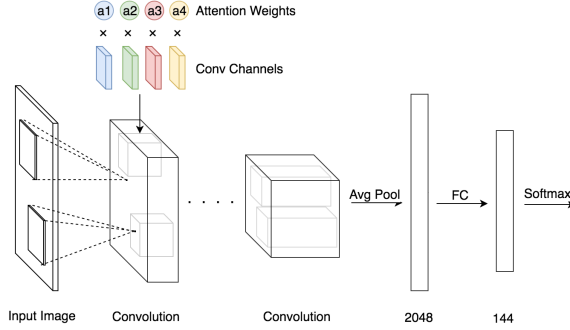 a1 a2 a3 a4 Attention Weights
× × × ×
Conv Channels
Avg Pool FC Softmax
Input Image Convolution Convolution 2048 144